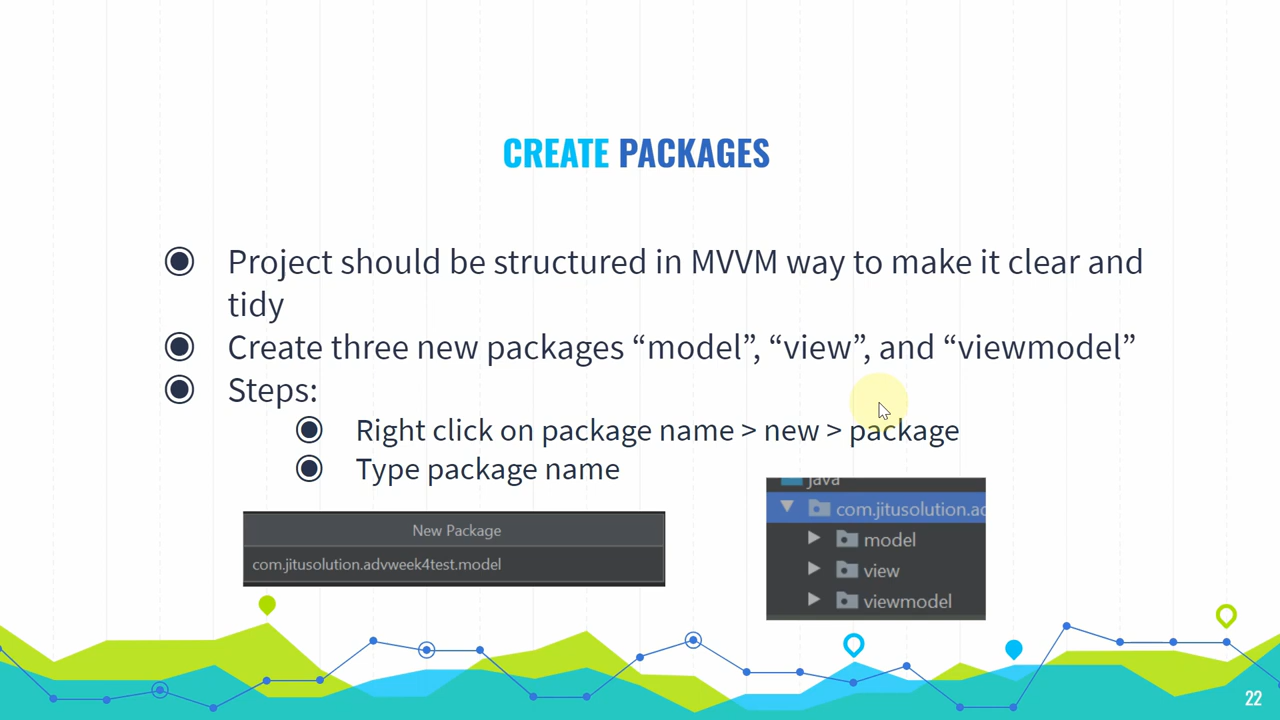 CREATE PACKAGES
Project should be structured in MVVM way to make it clear and
tidy
Create three new packages “model”, “view”, and “viewmodel”
Steps:
Right click on package name > new > package
Type package name
New Package
com.jitusolution.advweek4test.model
java
com.jitusolution.ad
model
view
viewmodel
22